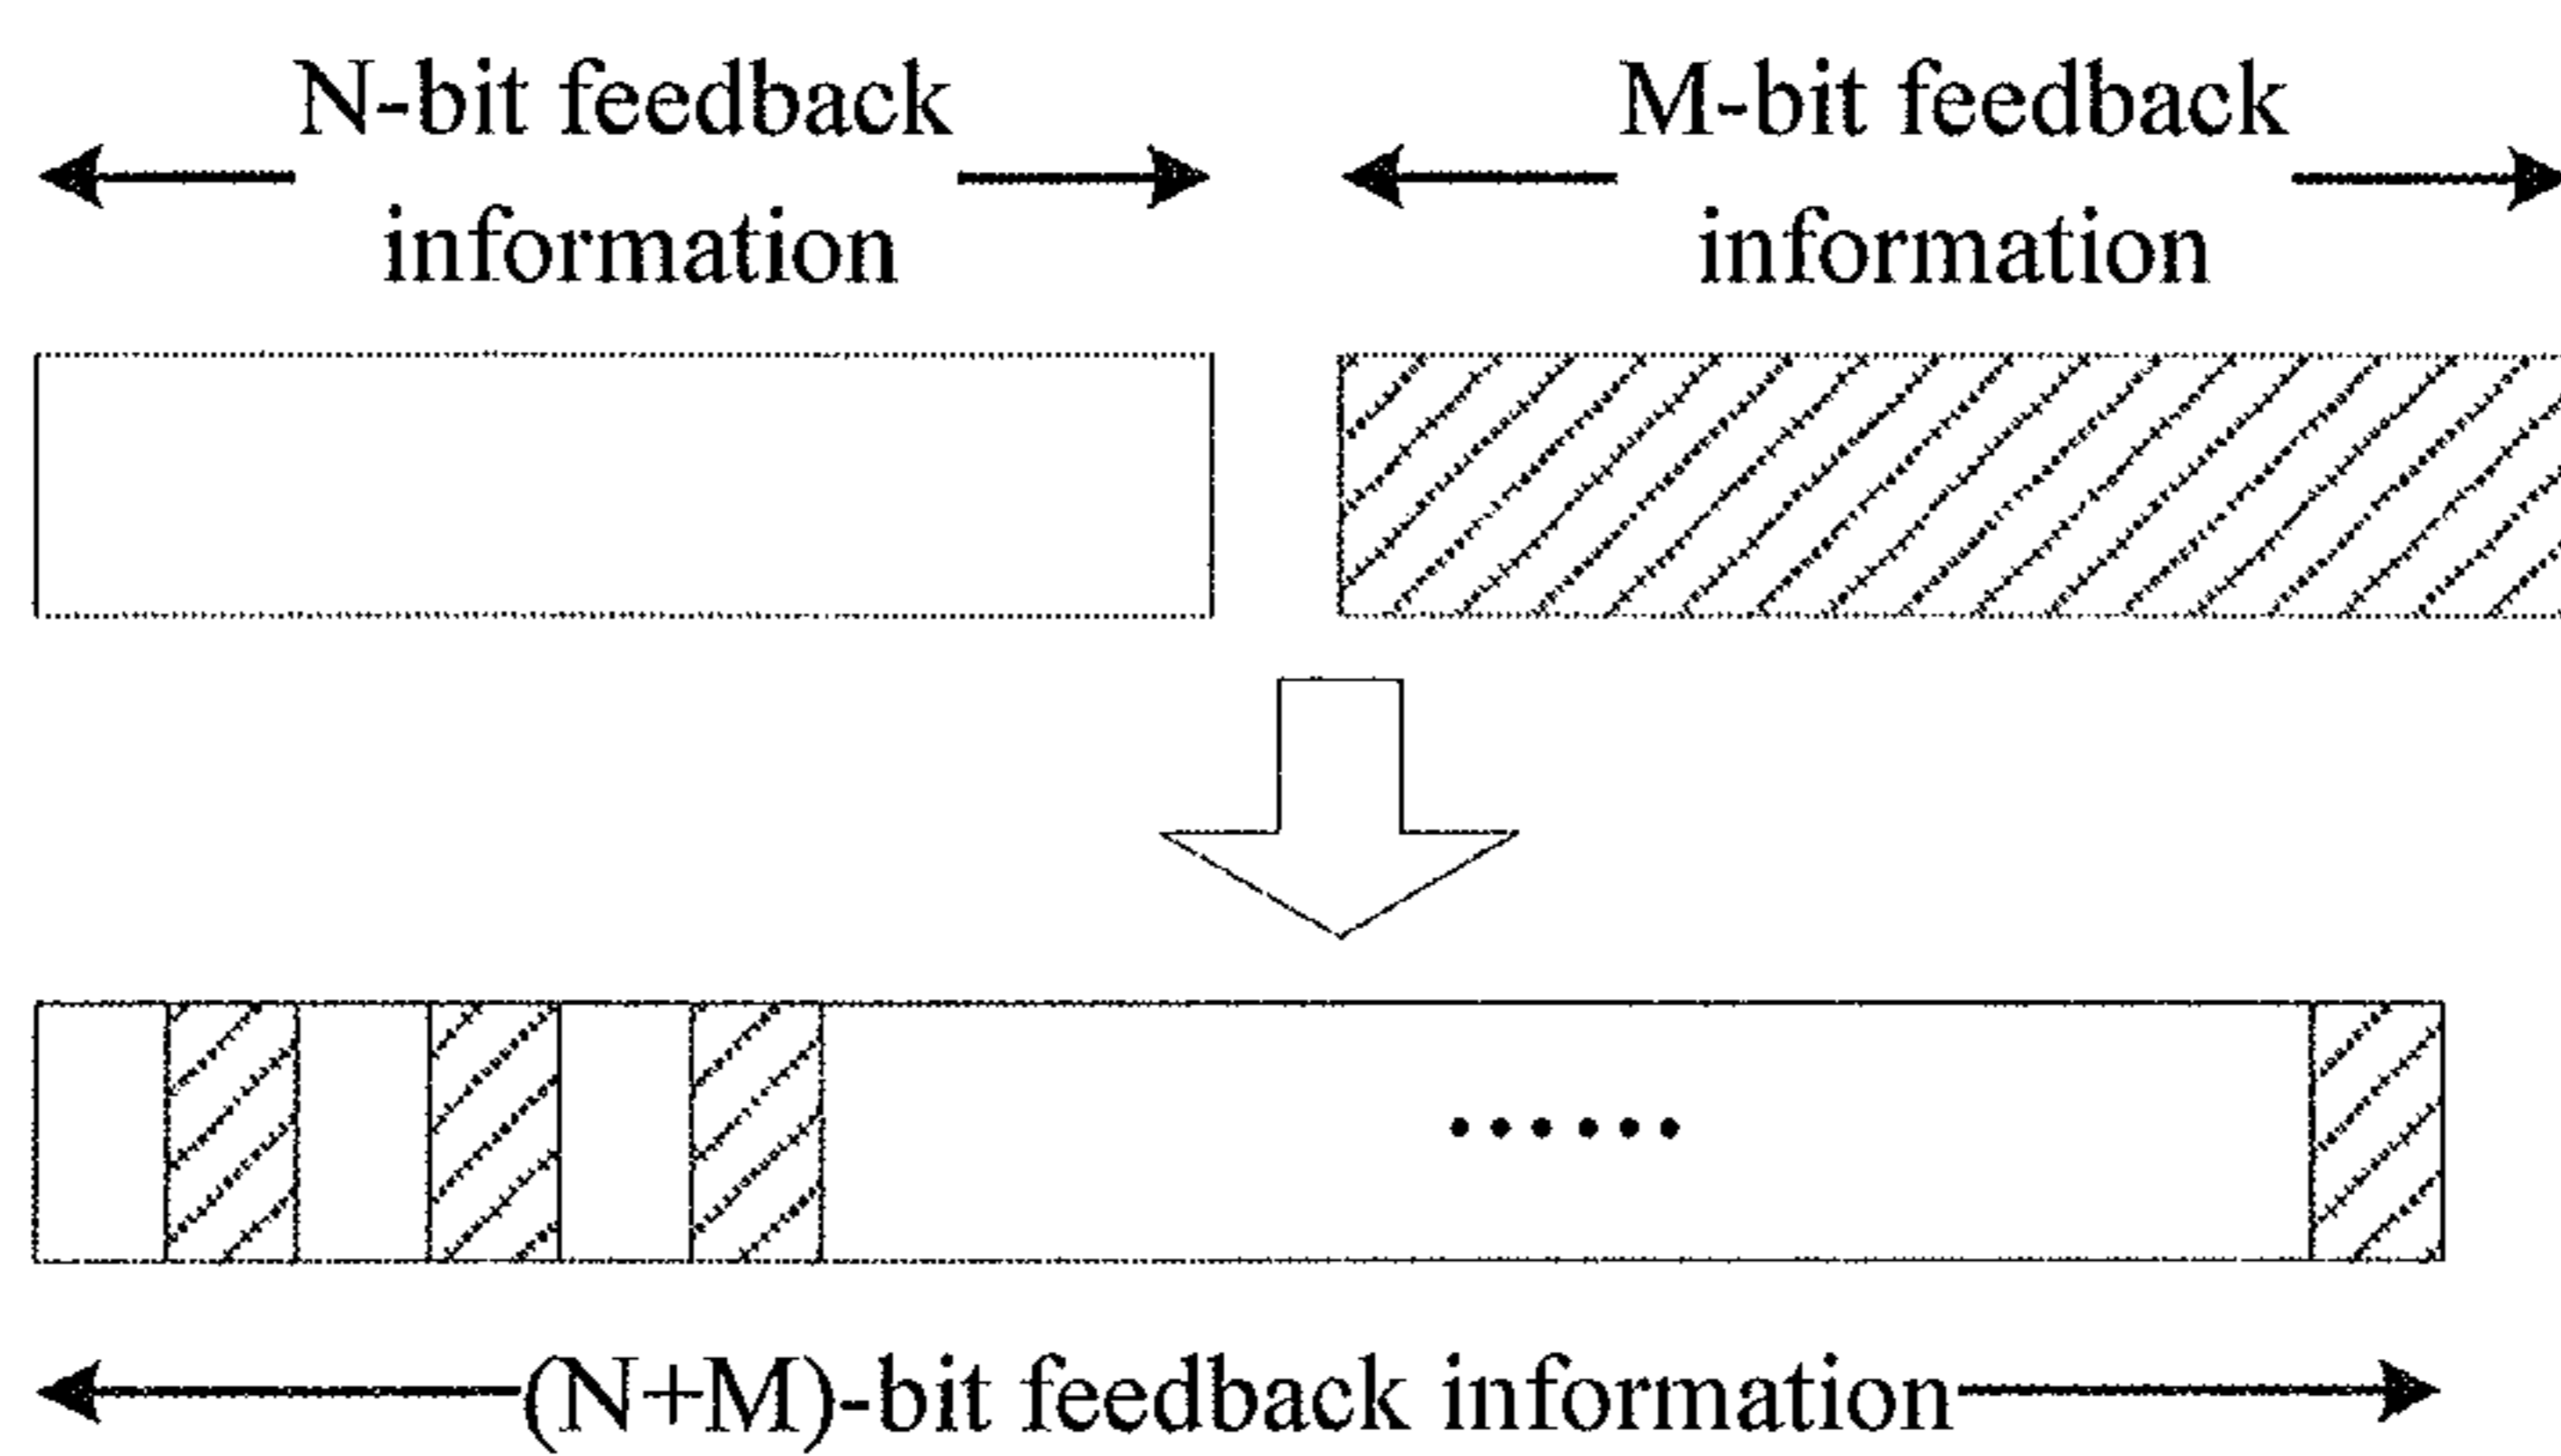 N-bit feedback
information
M-bit feedback
information
......
(N+M)-bit feedback information